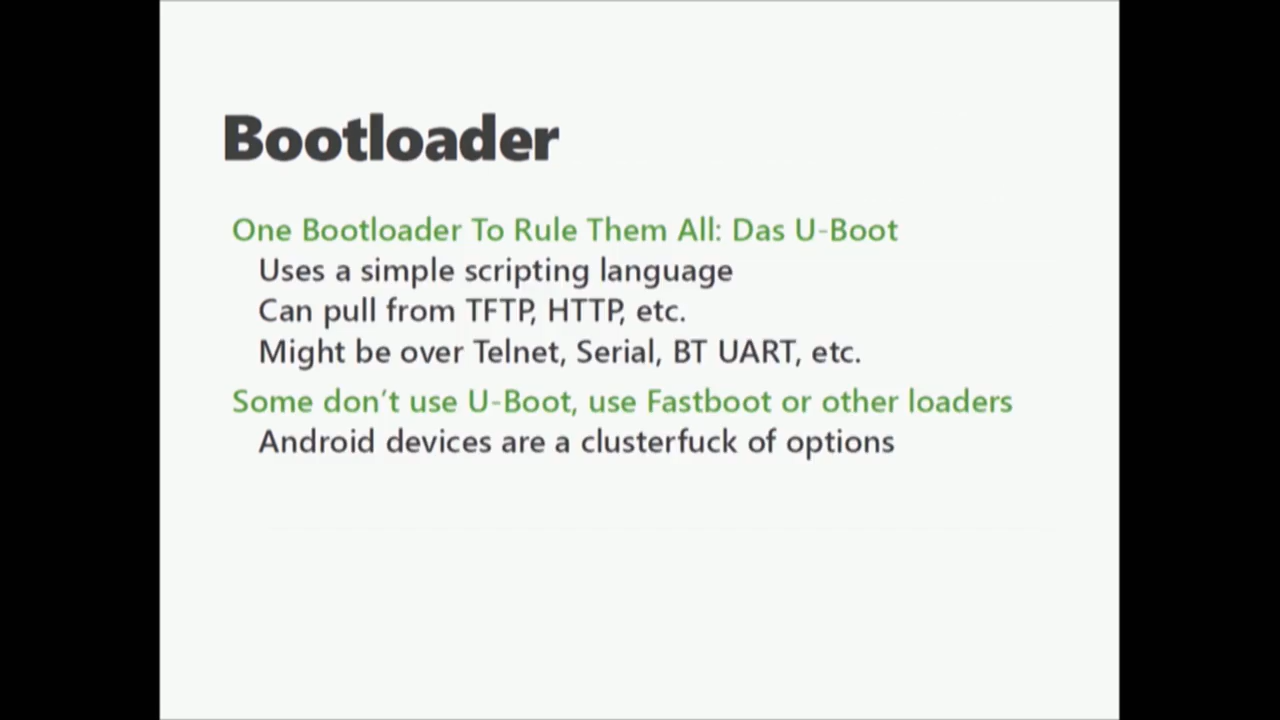 Bootloader
One Bootloader To Rule Them All: Das U-Boot
Uses a simple scripting language
Can pull from TFTP, HTTP, etc.
Might be over Telnet, Serial, BT UART, etc.
Some don't use U-Boot, use Fastboot or other loaders
Android devices are a clusterfuck of options